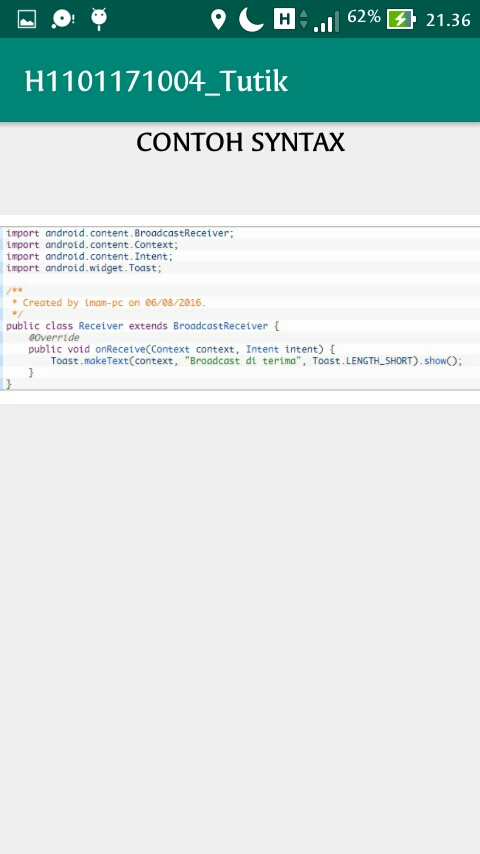 62% 21.36
H1101171004_Tutik
CONTOH SYNTAX
import android.content.BroadcastReceiver;
import android.content.Context;
import android.content.Intent;
import android.widget.Toast;
/**
 * Created by imam-pc on 06/08/2016.
 */
public class Receiver extends BroadcastReceiver {
    @Override
    public void onReceive(Context context, Intent intent) {
        Toast.makeText(context, "Broadcast di terima", Toast.LENGTH_SHORT).show();
    }
}